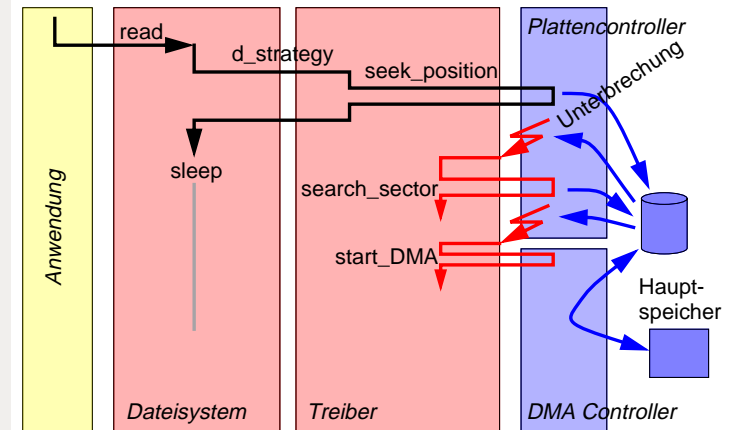 Plattencontroller
read
d_strategy
seek_position
Unterbrechung
sleep
search_sector
Anwendung
start_DMA
Haupt-
speicher
Dateisystem
Treiber
DMA Controller